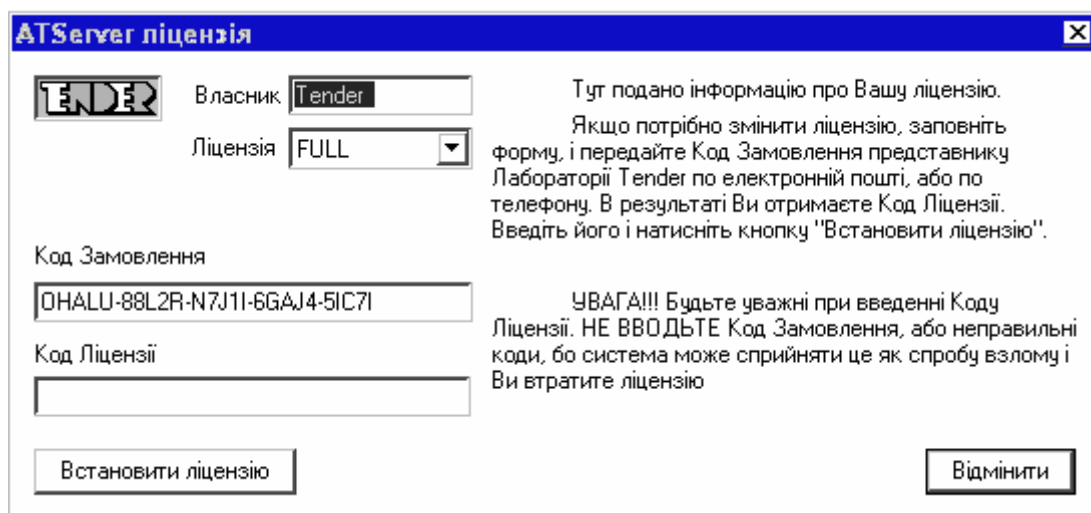 ATServer ліцензія
TENDER
Власник Tender
Ліцензія FULL
Тут подано інформацію про Вашу ліцензію.
Якщо потрібно змінити ліцензію, заповніть
форму, і передайте Код Замовлення представнику
Лабораторії Tender по електронній пошті, або по
телефону. В результаті Ви отримаєте Код Ліцензії.
Введіть його і натисніть кнопку "Встановити ліцензію".
Код Замовлення
OHALU-88L2R-N7J1I-6GAJ4-5IC7I
Код Ліцензії
УВАГА!!! Будьте уважні при введенні Коду
Ліцензії. НЕ ВВОДЬТЕ Код Замовлення, або неправильні
коди, бо система може сприйняти це як спробу взлому і
Ви втратите ліцензію
Встановити ліцензію
Відмінити